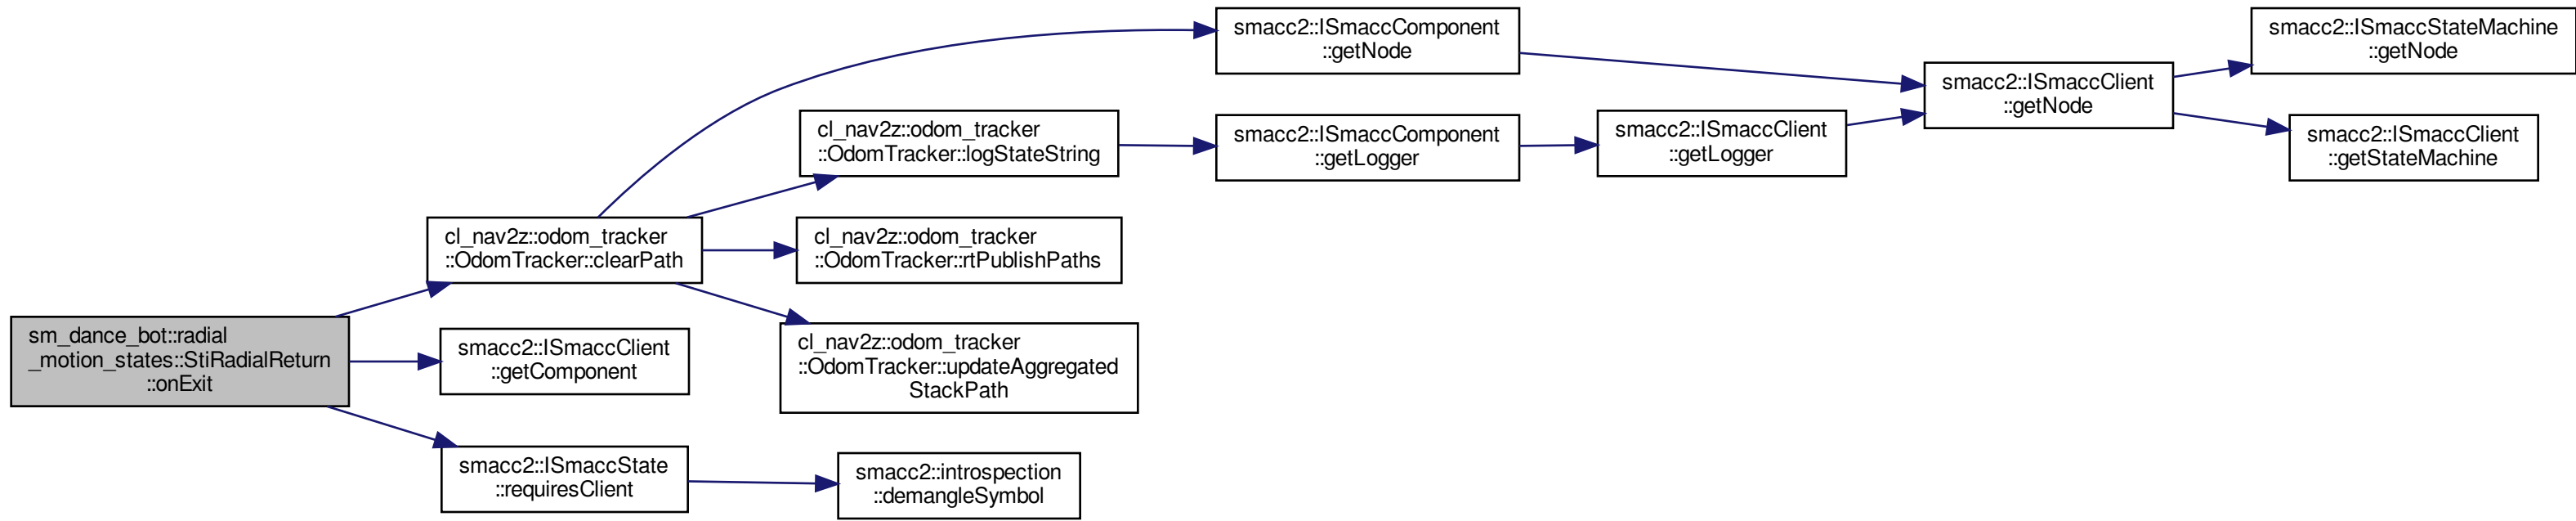 sm_dance_bot::radial
_motion_states::StiRadialReturn
::onExit
cl_nav2z::odom_tracker
::OdomTracker::clearPath
smacc2::ISmaccComponent
::getNode
smacc2::ISmaccClient
::getNode
smacc2::ISmaccStateMachine
::getNode
smacc2::ISmaccClient
::getStateMachine
cl_nav2z::odom_tracker
::OdomTracker::logStateString
smacc2::ISmaccComponent
::getLogger
smacc2::ISmaccClient
::getLogger
cl_nav2z::odom_tracker
::OdomTracker::rtPublishPaths
cl_nav2z::odom_tracker
::OdomTracker::updateAggregated
StackPath
smacc2::ISmaccClient
::getComponent
smacc2::ISmaccState
::requiresClient
smacc2::introspection
::demangleSymbol